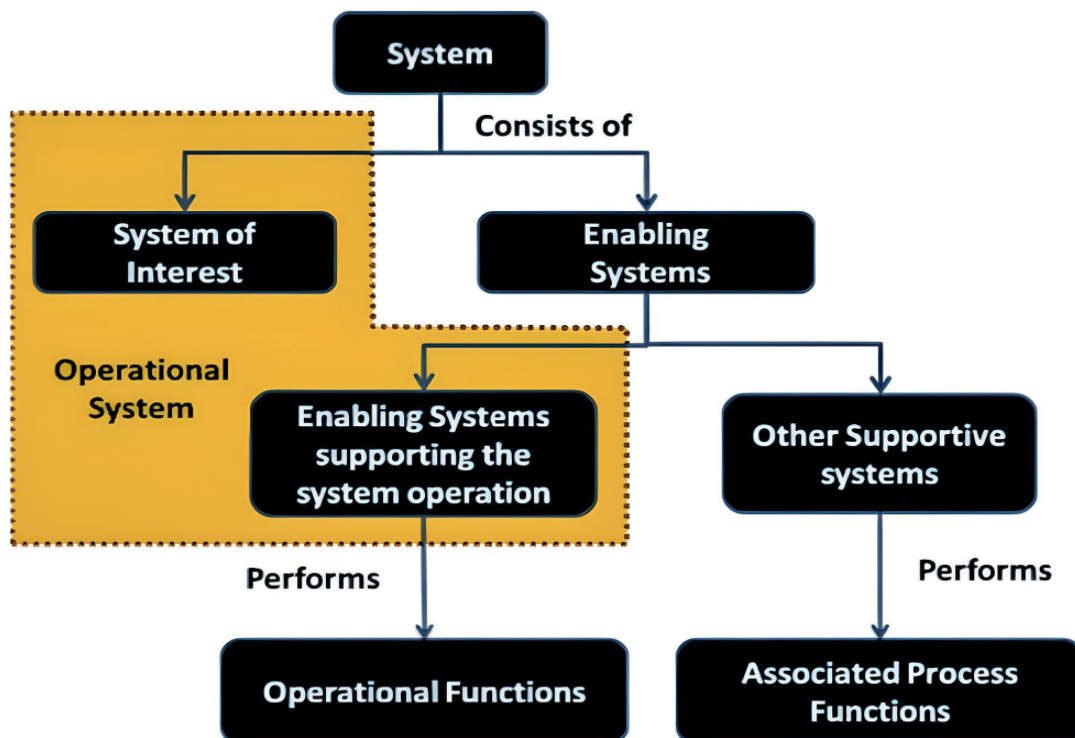 System
Consists of
System of
Interest
Enabling
Systems
Operational
System
Enabling Systems
supporting the
system operation
Other Supportive
systems
Performs
Performs
Operational Functions
Associated Process
Functions